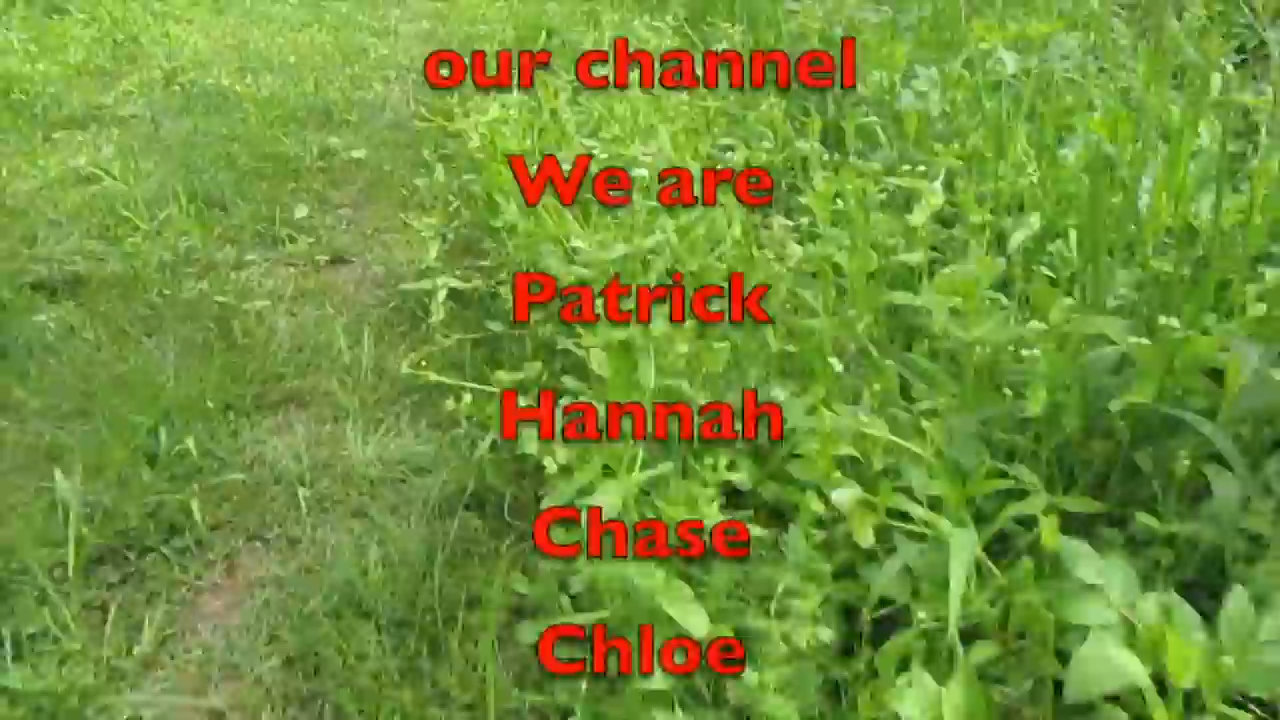 our channel
We are
Patrick
Hannah
Chase
Chloe